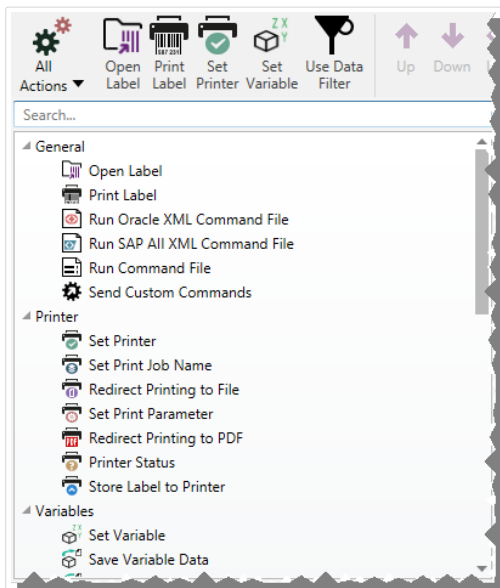 All Actions
Open Label
Print Label
Set Printer
Set Variable
Use Data Filter
Up
Down
Search...
General
Open Label
Print Label
Run Oracle XML Command File
Run SAP All XML Command File
Run Command File
Send Custom Commands
Printer
Set Printer
Set Print Job Name
Redirect Printing to File
Set Print Parameter
Redirect Printing to PDF
Printer Status
Store Label to Printer
Variables
Set Variable
Save Variable Data